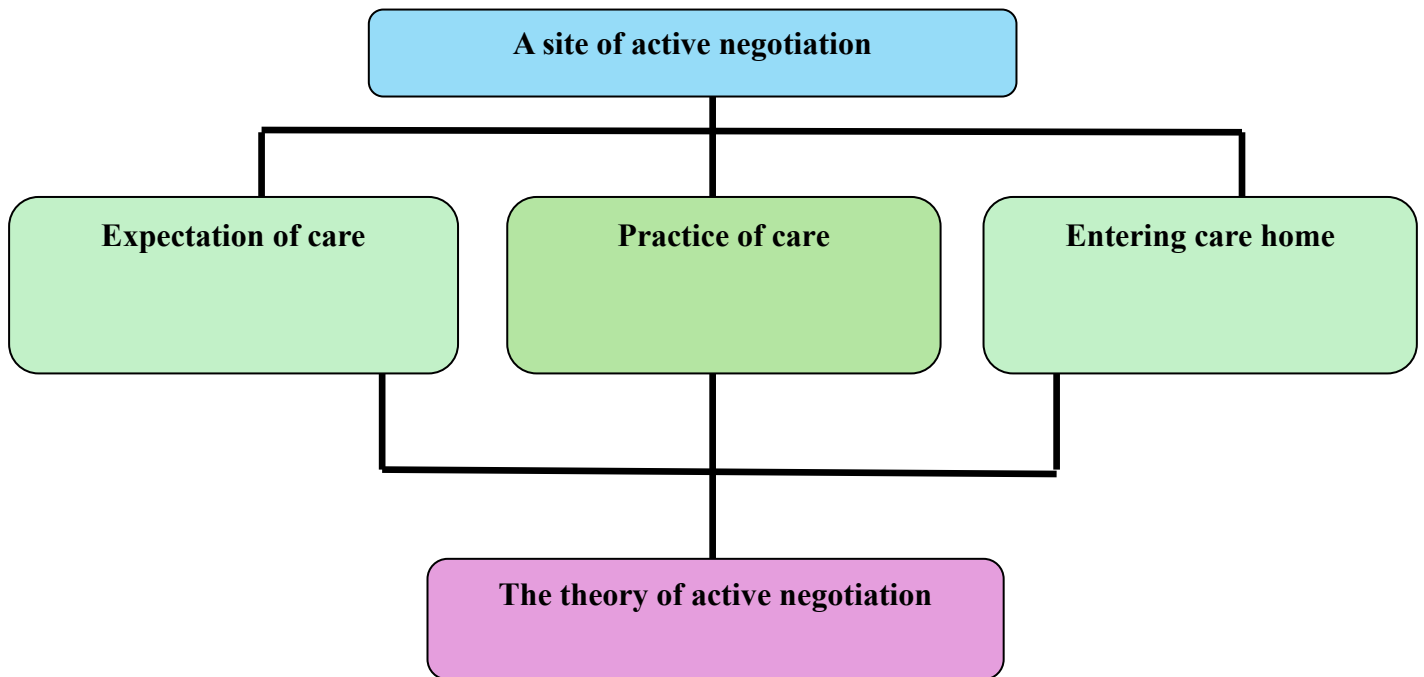 A site of active negotiation
Expectation of care
Practice of care
Entering care home
The theory of active negotiation